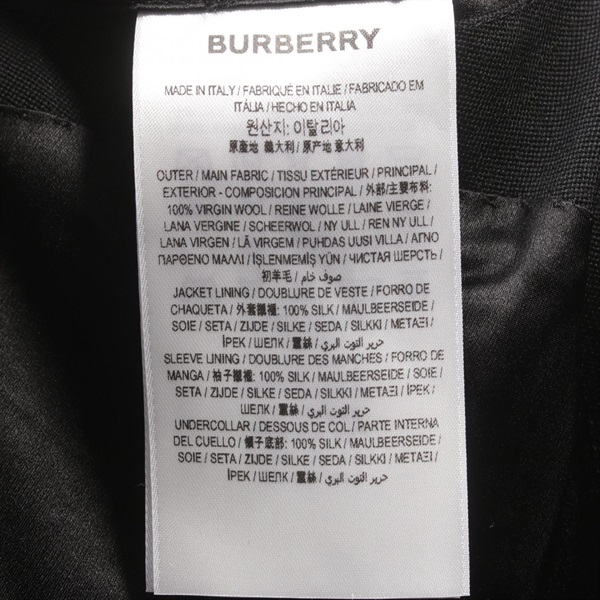 BURBERRY
MADE IN ITALY / FABRIQUÉ EN ITALIE / FABRICADO EM
ITÁLIA / HECHO EN ITALIA
원산지: 이탈리아
原產地 義大利 / 原产地 意大利
OUTER / MAIN FABRIC / TISSU EXTÉRIEUR / PRINCIPAL /
EXTERIOR - COMPOSICION PRINCIPAL / 外部/主要布料:
100% VIRGIN WOOL / REINE WOLLE / LAINE VIERGE /
LANA VERGINE / SCHEERWOL / NY ULL / REN NY ULL /
LANA VIRGEN / LÃ VIRGEM / PUHDAS UUSI VILLA / ΑΓΝΟ
ΠΑΡΘΕΝΟ ΜΑΛΛΙ / İŞLENMEMİŞ YÜN / ЧИСТАЯ ШЕРСТЬ /
初羊毛 / صوف خام /
JACKET LINING / DOUBLURE DE VESTE / FORRO DE
CHAQUETA / 外套襯裡: 100% SILK / MAULBEERSEIDE /
SOIE / SETA / ZIJDE / SILKE / SEDA / SILKKI / ΜΕΤΑΞΙ /
İPEK / ШЕЛК / 蠶絲 / حرير التوت البري /
SLEEVE LINING / DOUBLURE DES MANCHES / FORRO DE
MANGA / 袖子襯裡: 100% SILK / MAULBEERSEIDE / SOIE /
SETA / ZIJDE / SILKE / SEDA / SILKKI / ΜΕΤΑΞΙ / İPEK /
ШЕЛК / 蠶絲 / حرير التوت البري /
UNDERCOLLAR / DESSOUS DE COL / PARTE INTERNA
DEL CUELLO / 領子底部: 100% SILK / MAULBEERSEIDE /
SOIE / SETA / ZIJDE / SILKE / SEDA / SILKKI / ΜΕΤΑΞΙ /
İPEK / ШЕЛК / 蠶絲 / حرير التوت البري /